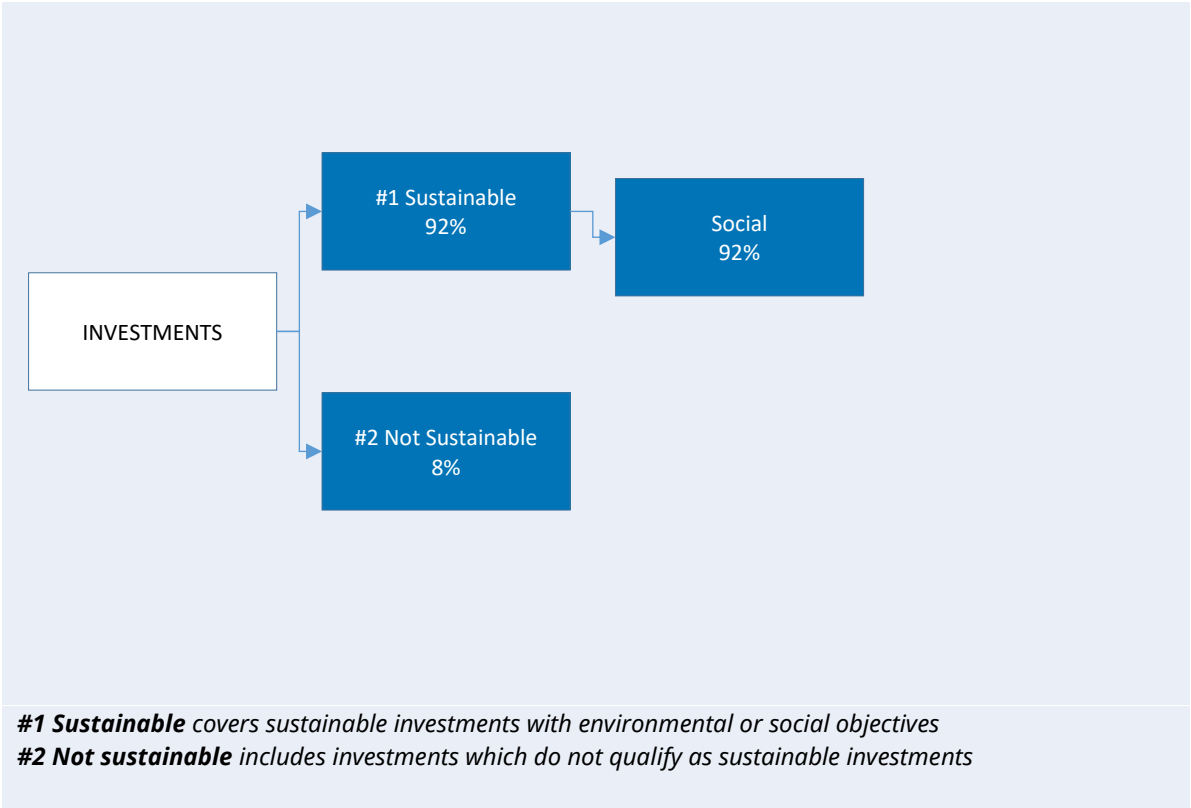 #1 Sustainable
92%
Social
92%
INVESTMENTS
#2 Not Sustainable
8%
#1 Sustainable covers sustainable investments with environmental or social objectives
#2 Not sustainable includes investments which do not qualify as sustainable investments